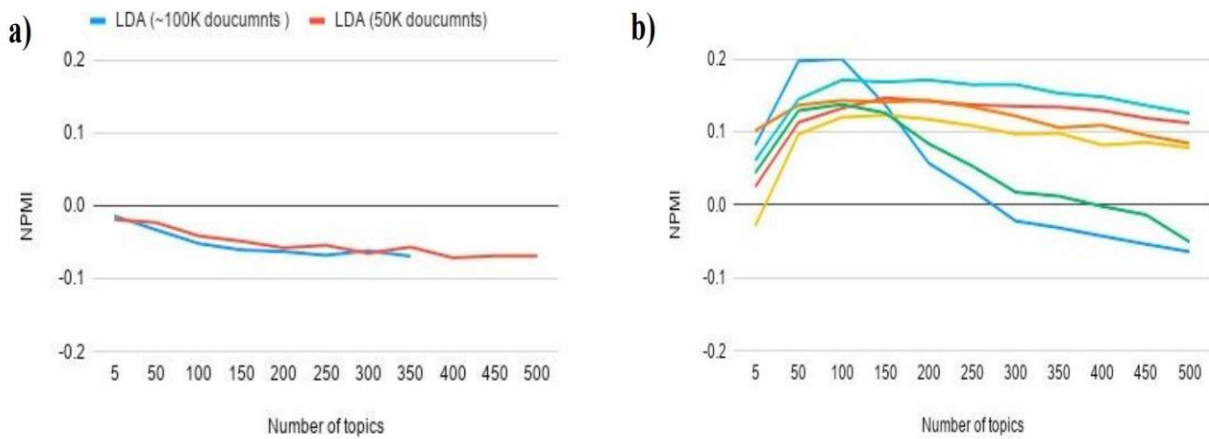 a)
LDA (~100K doucumnts )
LDA (50K doucumnts)
0.2
0.1
0.0
-0.1
-0.2
NPMI
5 50 100 150 200 250 300 350 400 450 500
Number of topics
b)
0.2
0.1
0.0
-0.1
-0.2
NPMI
5 50 100 150 200 250 300 350 400 450 500
Number of topics